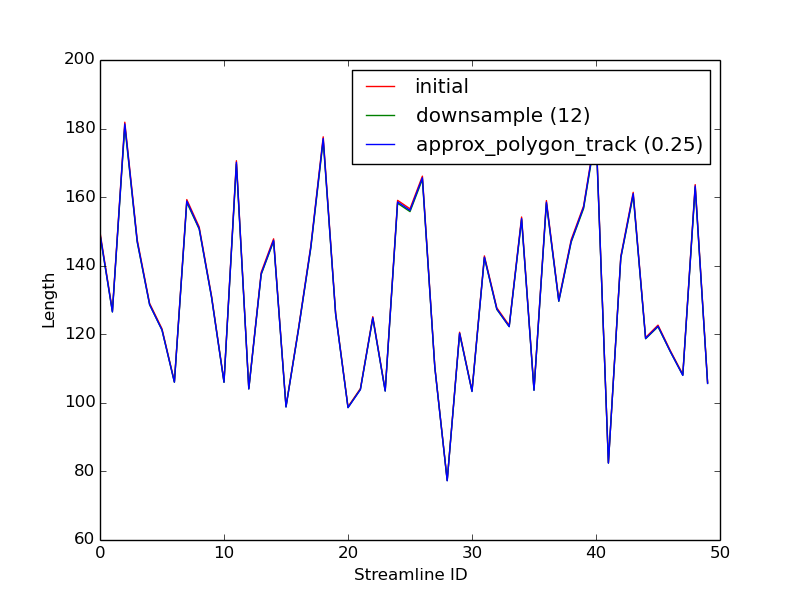 200
180
160
140
120
100
80
60
Length
initial
downsample (12)
approx_polygon_track (0.25)
0 10 20 30 40 50
Streamline ID